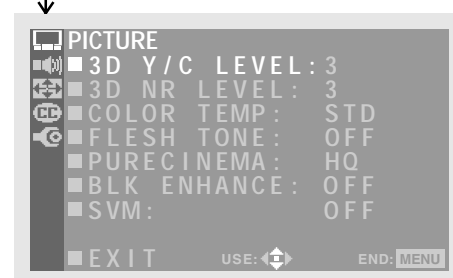 PICTURE
3D Y/C LEVEL: 3
3D NR LEVEL: 3
CC COLOR TEMP: STD
FLESH TONE: OFF
PURECINEMA: HQ
BLK ENHANCE: OFF
SVM: OFF
EXIT USE: END: MENU